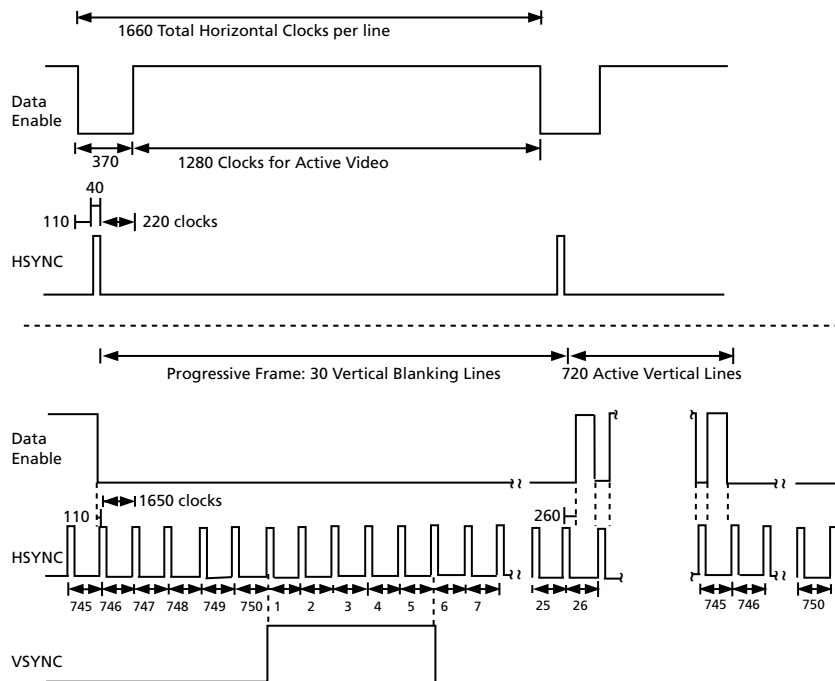 1660 Total Horizontal Clocks per line
Data
Enable
370
1280 Clocks for Active Video
40
110
220 clocks
HSYNC
Progressive Frame: 30 Vertical Blanking Lines
720 Active Vertical Lines
Data
Enable
1650 clocks
110
260
HSYNC
745 746 747 748 749 750 1 2 3 4 5 6 7 25 26 745 746 750
VSYNC